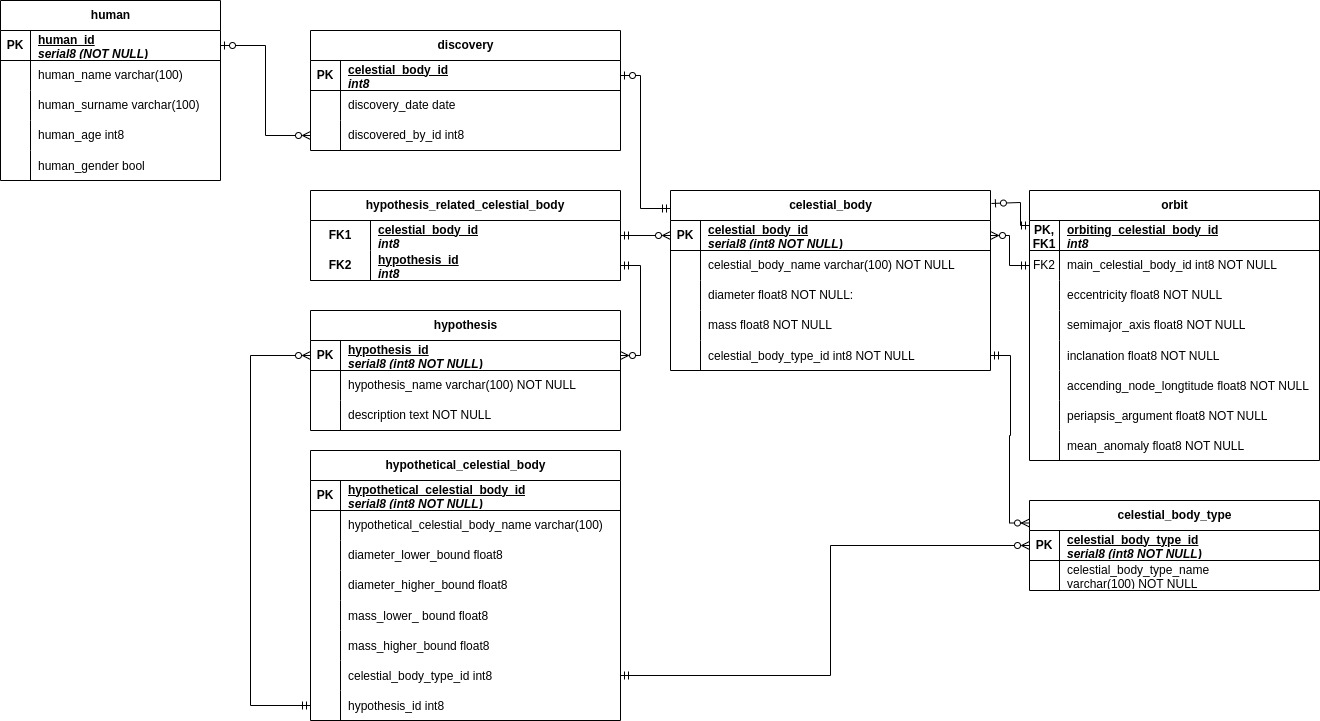 human
PK
human_id
serial8 (NOT NULL)
human_name varchar(100)
human_surname varchar(100)
human_age int8
human_gender bool
discovery
PK
celestial_body_id
int8
discovery_date date
discovered_by_id int8
hypothesis_related_celestial_body
FK1
celestial_body_id
int8
FK2
hypothesis_id
int8
hypothesis
PK
hypothesis_id
serial8 (int8 NOT NULL)
hypothesis_name varchar(100) NOT NULL
description text NOT NULL
hypothetical_celestial_body
PK
hypothetical_celestial_body_id
serial8 (int8 NOT NULL)
hypothetical_celestial_body_name varchar(100)
diameter_lower_bound float8
diameter_higher_bound float8
mass_lower_ bound float8
mass_higher_bound float8
celestial_body_type_id int8
hypothesis_id int8
celestial_body
PK
celestial_body_id
serial8 (int8 NOT NULL)
celestial_body_name varchar(100) NOT NULL
diameter float8 NOT NULL:
mass float8 NOT NULL
celestial_body_type_id int8 NOT NULL
orbit
PK,
FK1
orbiting_celestial_body_id
int8
FK2
main_celestial_body_id int8 NOT NULL
eccentricity float8 NOT NULL
semimajor_axis float8 NOT NULL
inclanation float8 NOT NULL
accending_node_longtitude float8 NOT NULL
periapsis_argument float8 NOT NULL
mean_anomaly float8 NOT NULL
celestial_body_type
PK
celestial_body_type_id
serial8 (int8 NOT NULL)
celestial_body_type_name
varchar(100) NOT NULL